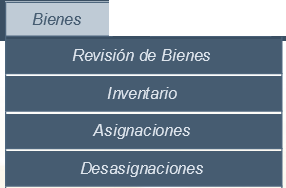 Bienes
Revisión de Bienes
Inventario
Asignaciones
Desasignaciones